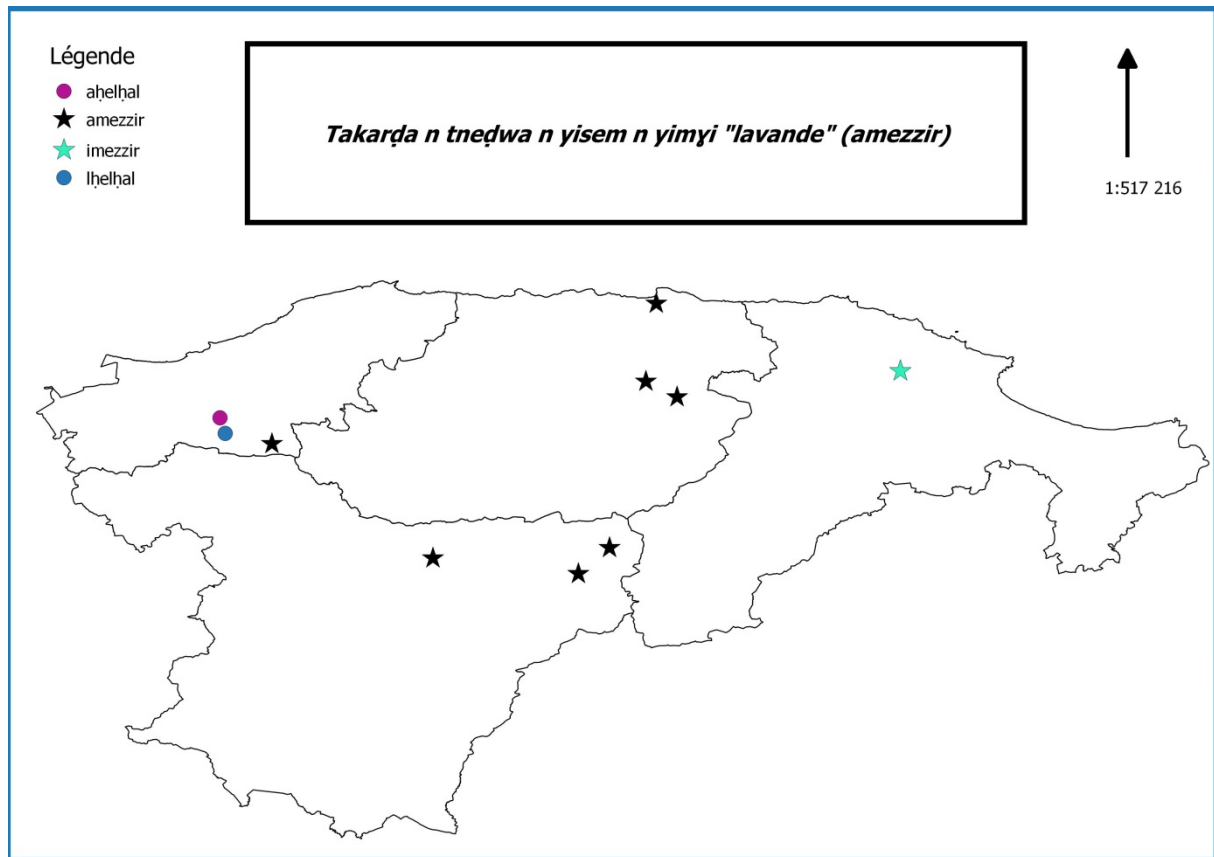 Légende
aḥelḥal
amezzir
imezzir
lḥelḥal
Takarḍa n tneḍwa n yisem n yimɣi "lavande" (amezzir)
1:517 216